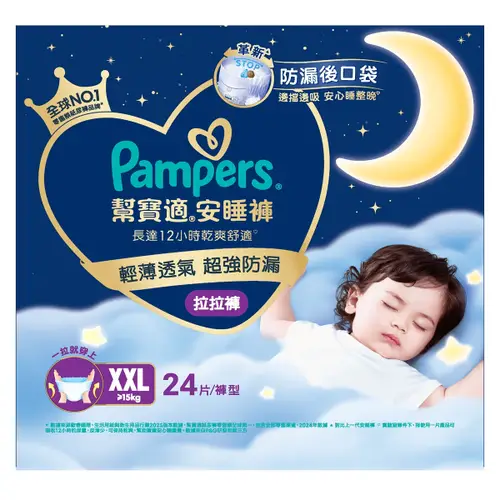 革新
"STOP"
防漏後口袋
邊擋邊吸 安心睡整晚
全球NO.1
Pampers®
幫寶適®安睡褲
長達12小時乾爽舒適
輕薄透氣 超強防漏
拉拉褲
一拉就穿上
XXL
≥15kg
24片/褲型